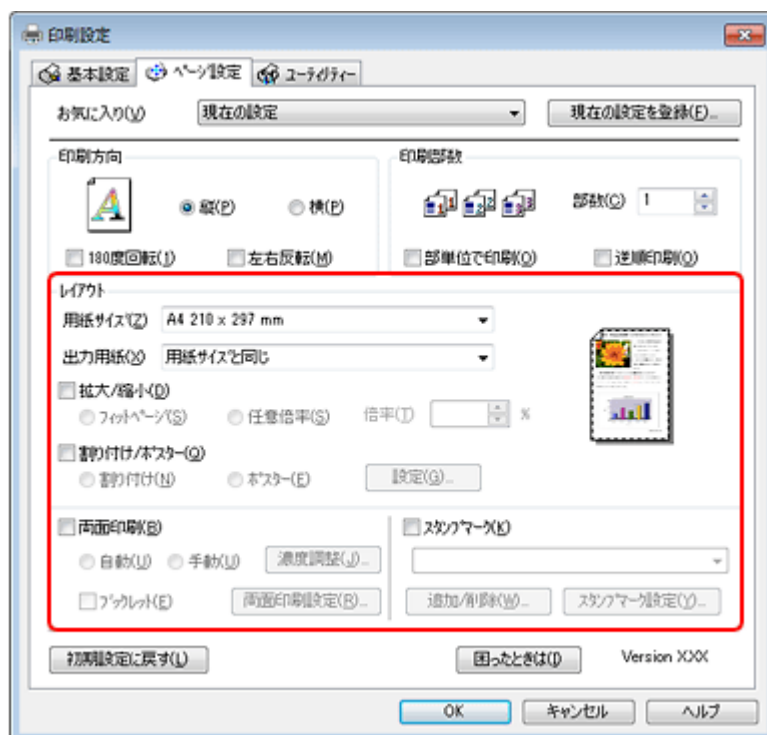 印刷設定
基本設定 ページ設定 ユーティリティー
お気に入り(V) 現在の設定 現在の設定を登録(F)...
印刷方向 印刷部数
縦(P) 横(P) 部数(C) 1
180度回転(1) 左右反転(M) 部単位で印刷(O) 逆順印刷(O)
レイアウト
用紙サイズ(Z) A4 210 x 297 mm
出力用紙(X) 用紙サイズと同じ
拡大/縮小(D)
フィットページ(S) 任意倍率(S) 倍率(T) %
割り付け/ポスター(Q)
割り付け(N) ポスター(E) 設定(G)...
両面印刷(B) スタンプマーク(K)
自動(U) 手動(U) 濃度調整(J)...
ブックレット(E) 両面印刷設定(R)... 追加/削除(W)... スタンプマーク設定(Y)...
初期設定に戻す(L) 困ったときは(I) Version XXX
OK キャンセル ヘルプ